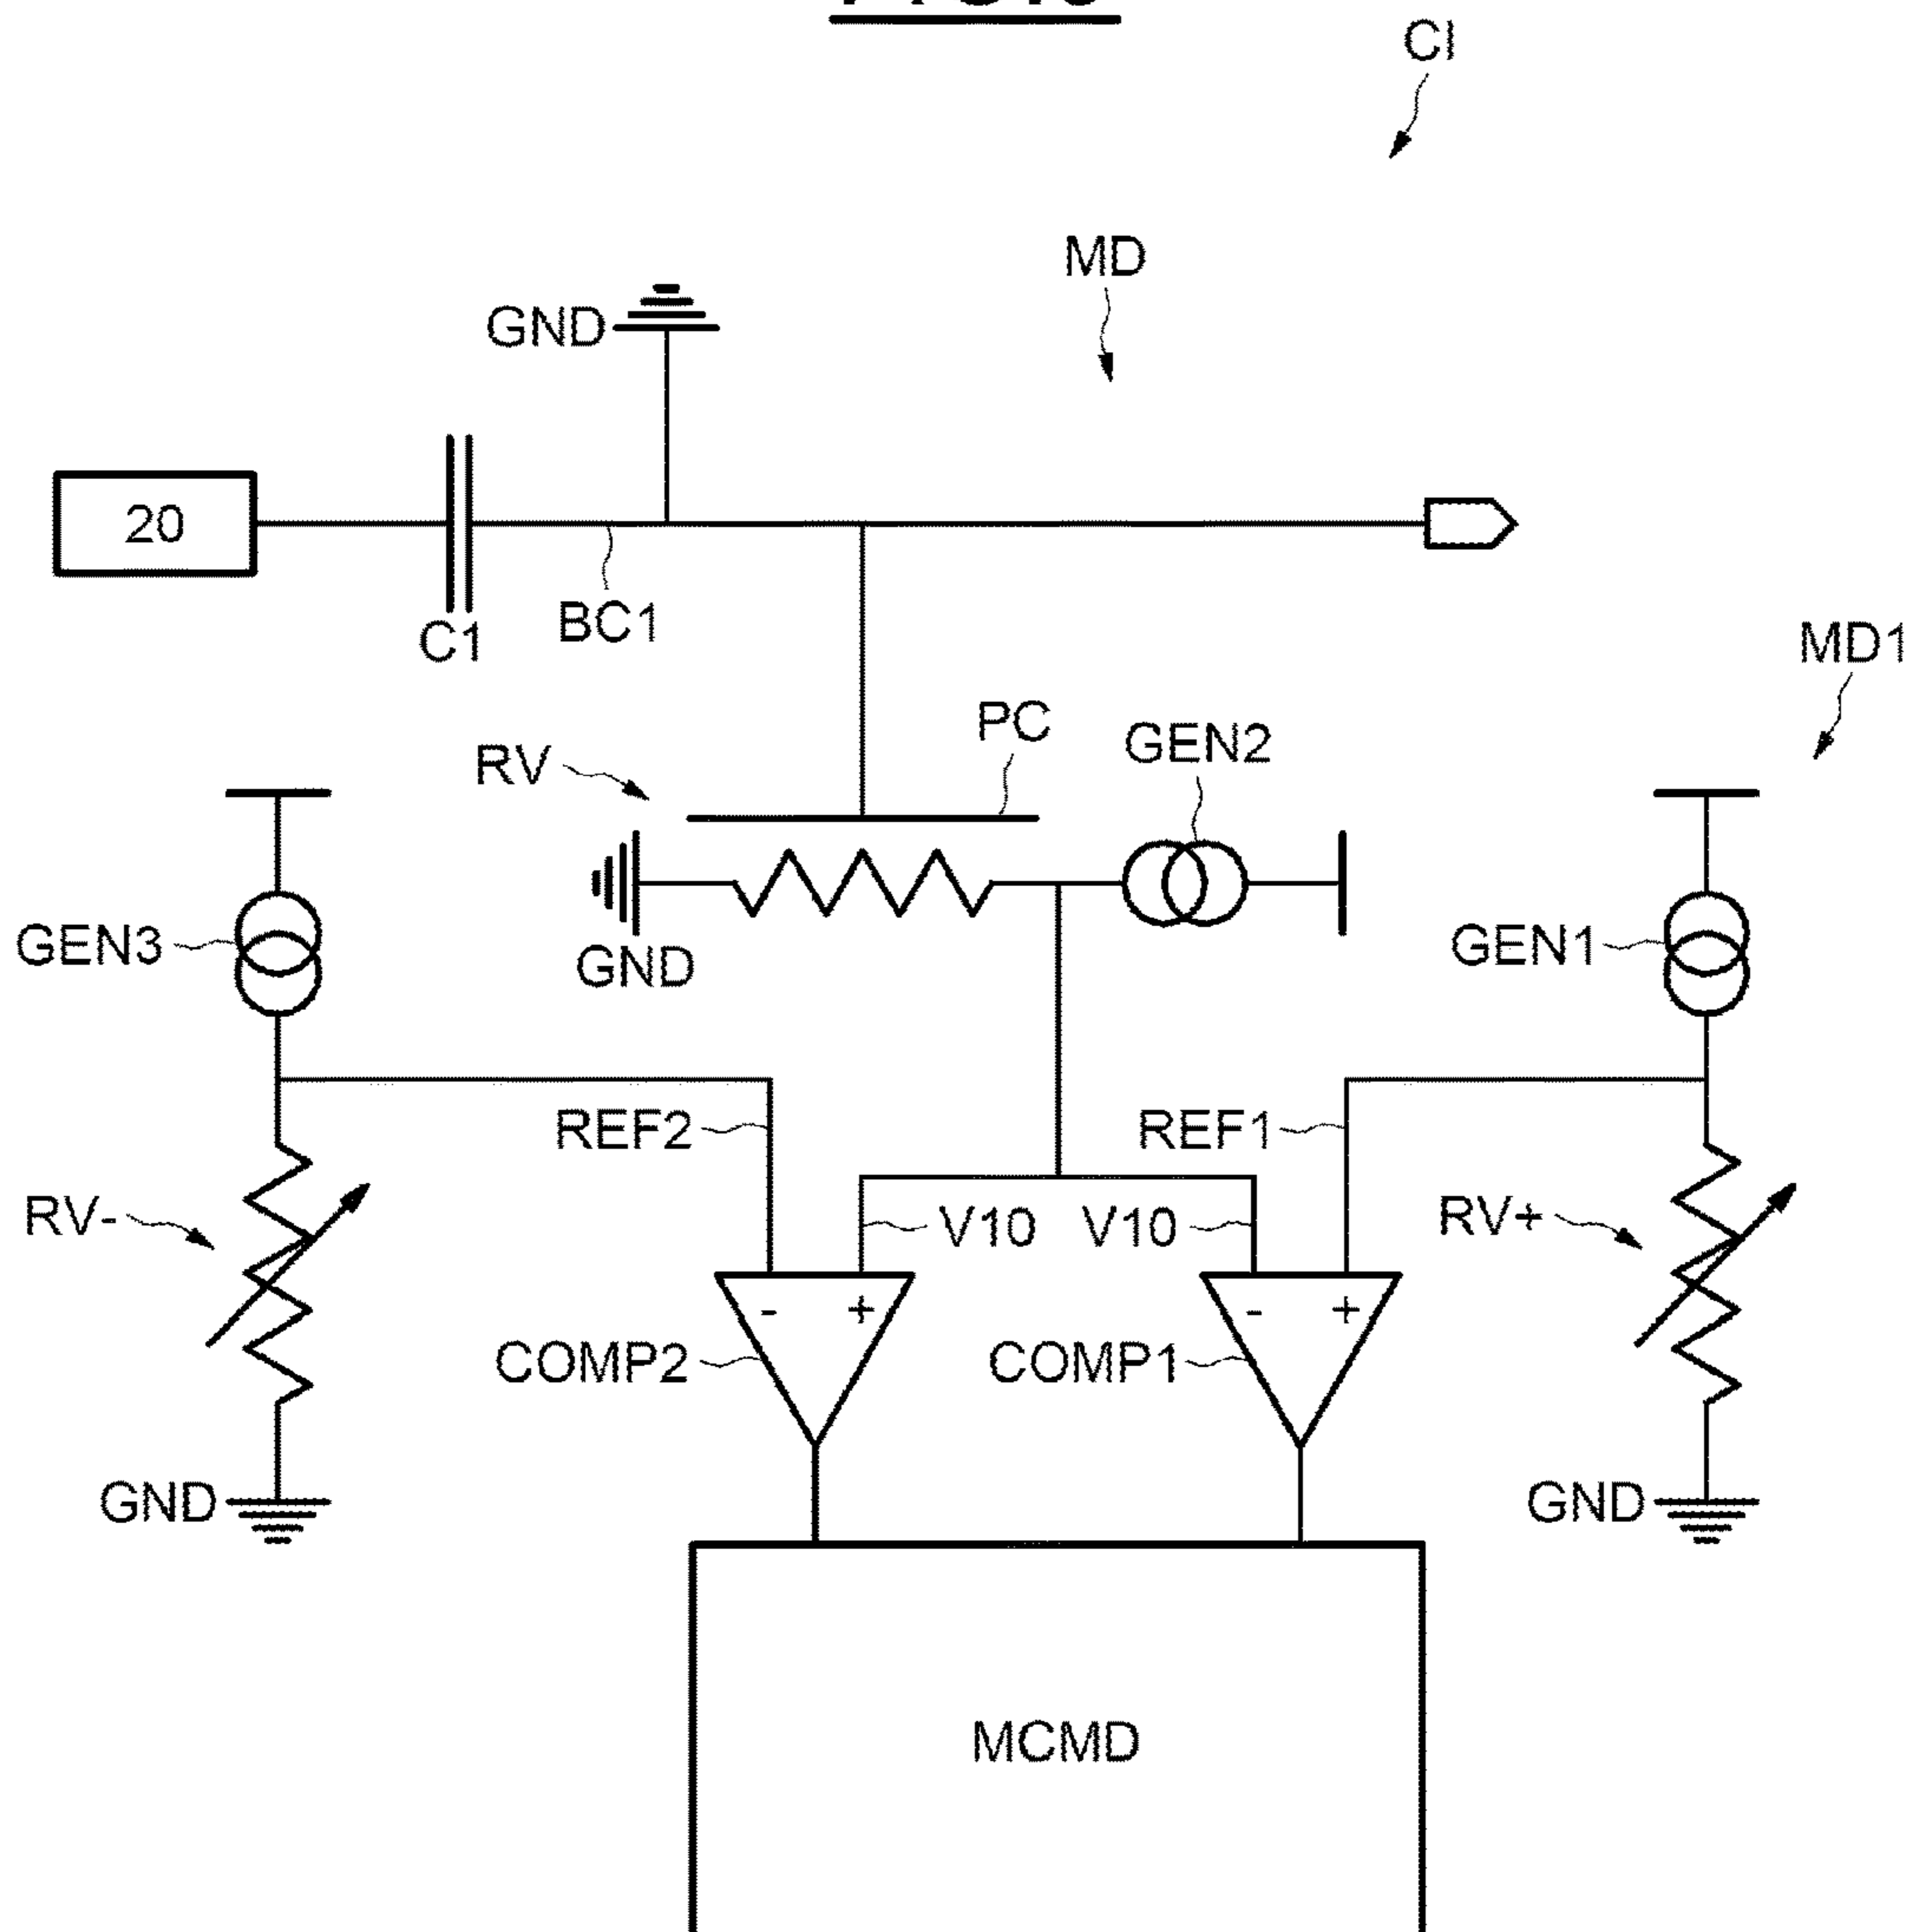 CI
MD
GND
20
C1
BC1
MD1
PC
GEN2
RV
GEN3
GND
GEN1
REF2
REF1
RV-
V10
V10
RV+
-
+
-
+
COMP2
COMP1
GND
GND
MCMD